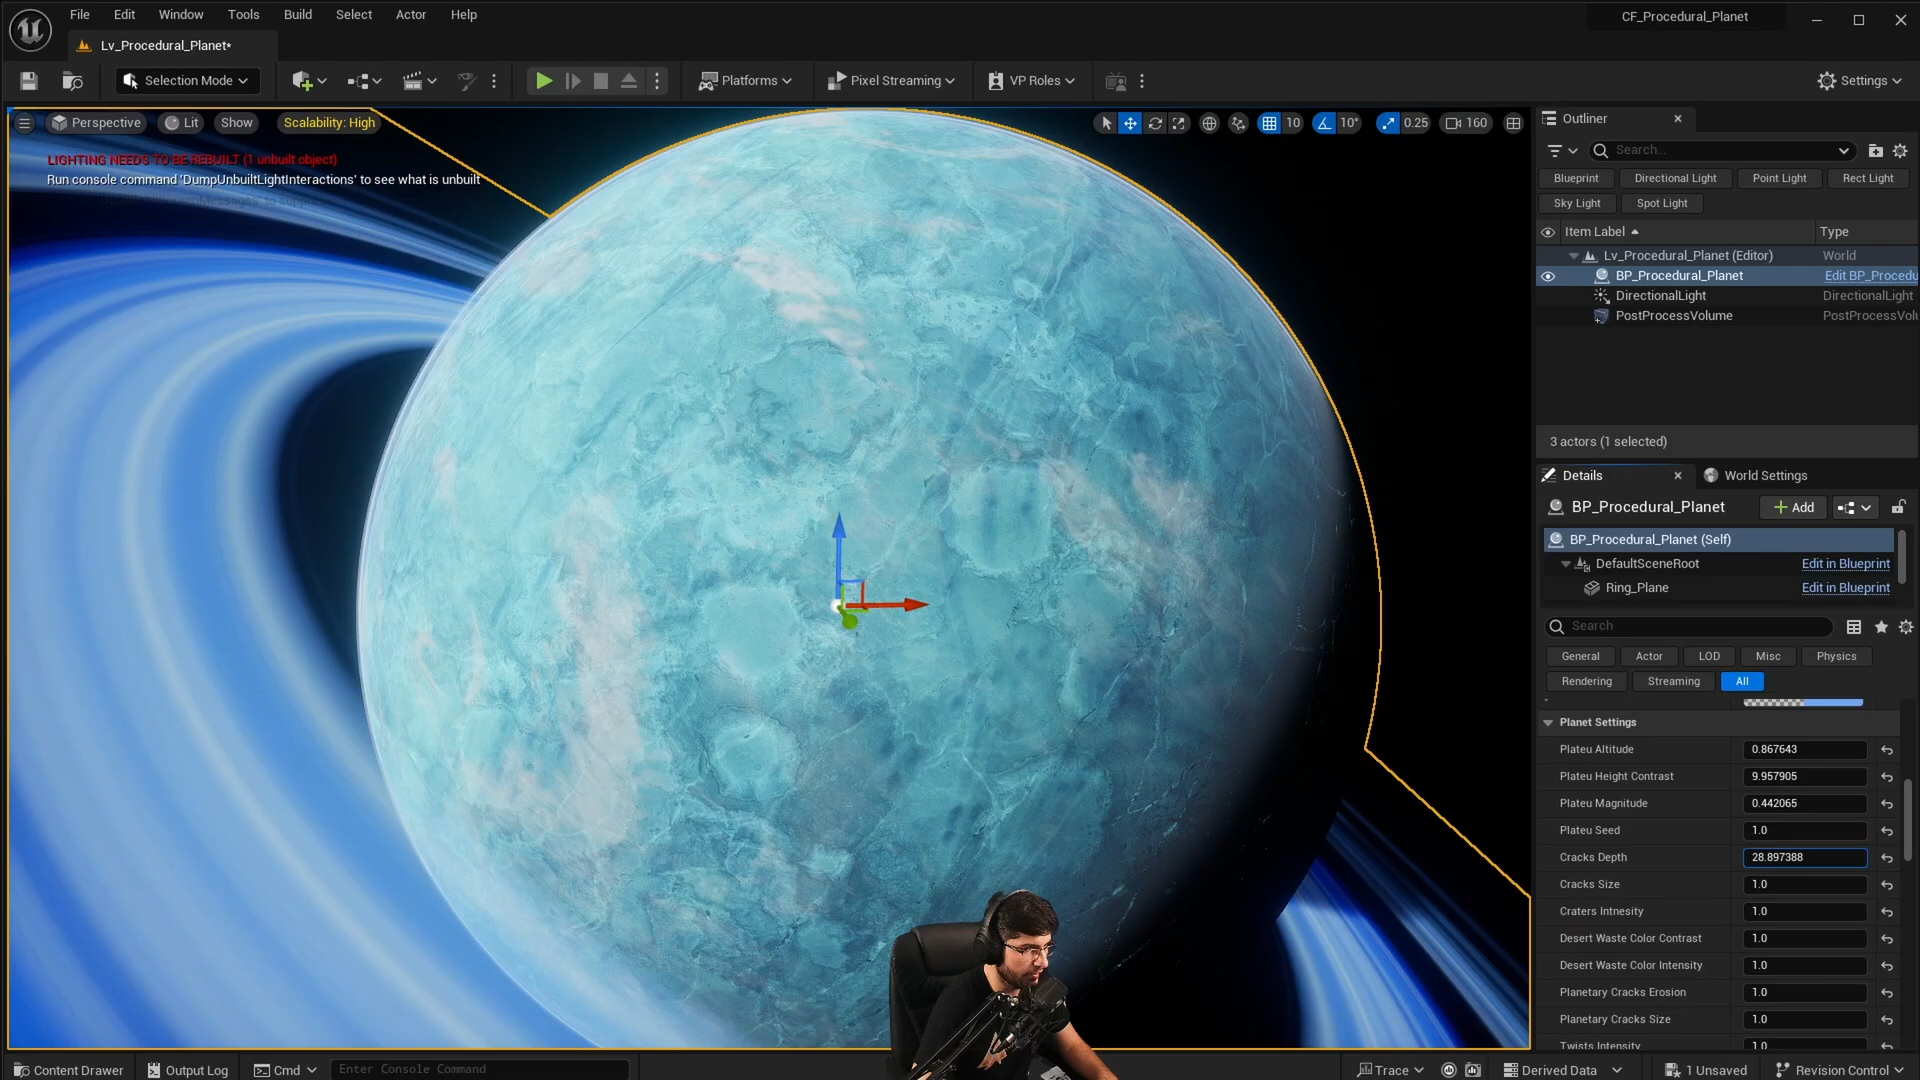 File Edit Window Tools Build Select Actor Help
CF_Procedural_Planet
Lv_Procedural_Planet*
Selection Mode
Platforms
Pixel Streaming
VP Roles
Settings
Perspective Lit Show Scalability: High
10 10° 0.25 160
LIGHTING NEEDS TO BE REBUILT (1 unbuilt object)
Run console command 'DumpUnbuiltLightInteractions' to see what is unbuilt
Outliner
Search...
Blueprint Directional Light Point Light Rect Light
Sky Light Spot Light
Item Label Type
Lv_Procedural_Planet (Editor) World
BP_Procedural_Planet Edit BP_Procedu
DirectionalLight DirectionalLight
PostProcessVolume PostProcessVolu
3 actors (1 selected)
Details World Settings
BP_Procedural_Planet Add
BP_Procedural_Planet (Self)
DefaultSceneRoot Edit in Blueprint
Ring_Plane Edit in Blueprint
Search
General Actor LOD Misc Physics
Rendering Streaming All
Planet Settings
Plateu Altitude 0.867643
Plateu Height Contrast 9.957905
Plateu Magnitude 0.442065
Plateu Seed 1.0
Cracks Depth 28.897388
Cracks Size 1.0
Craters Intnesity 1.0
Desert Waste Color Contrast 1.0
Desert Waste Color Intensity 1.0
Planetary Cracks Erosion 1.0
Planetary Cracks Size 1.0
Twists Intensity 1.0
Content Drawer Output Log Cmd Enter Console Command
Trace Derived Data 1 Unsaved Revision Control